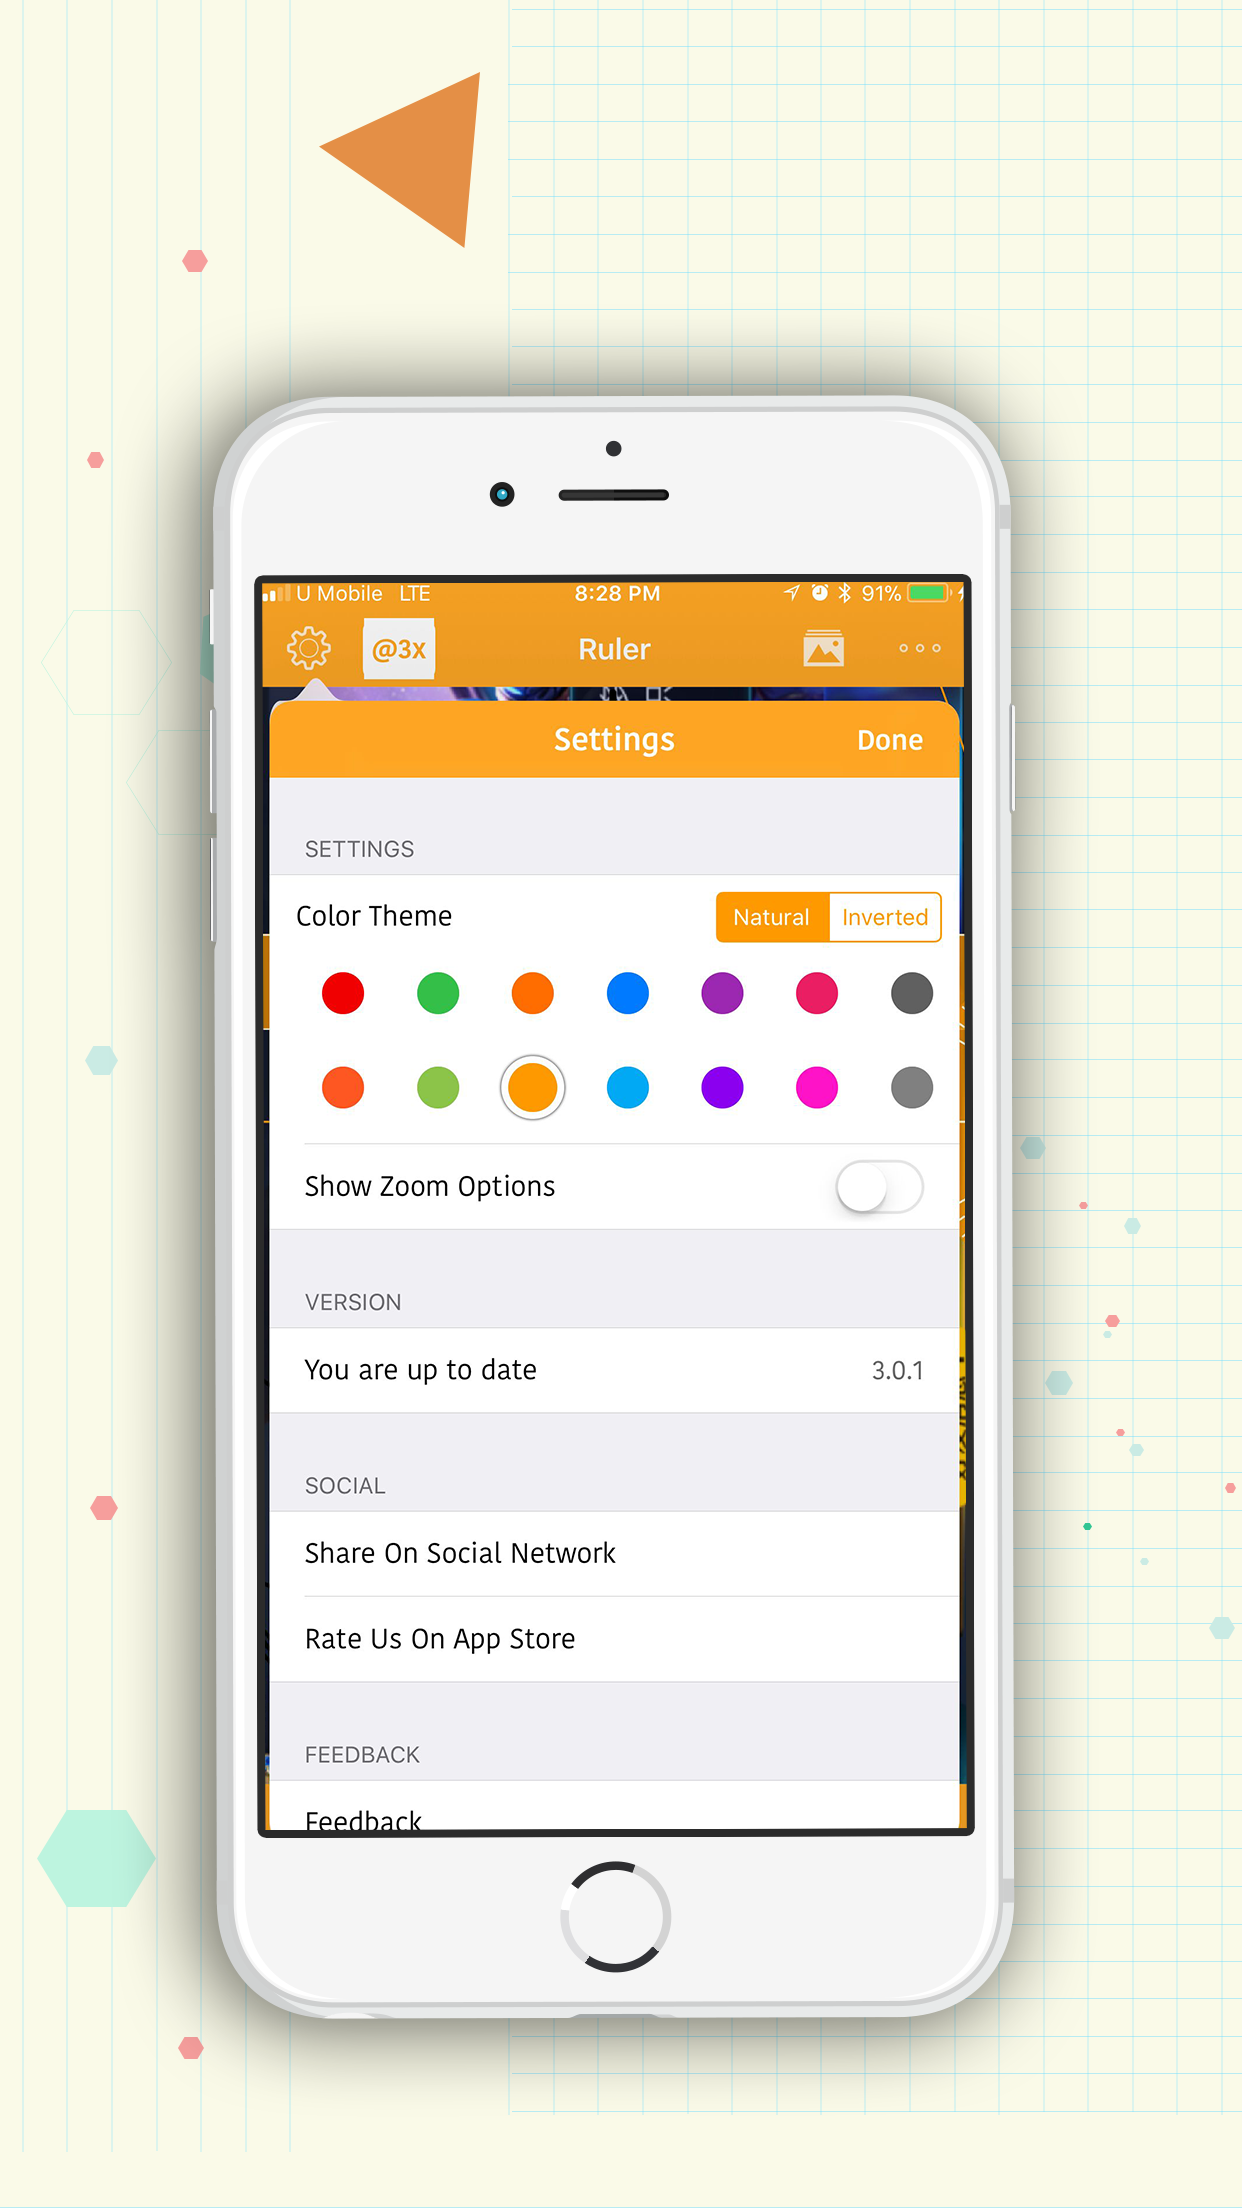 U Mobile LTE 8:28 PM 91%
@3x Ruler
Settings Done
SETTINGS
Color Theme Natural Inverted
Show Zoom Options
VERSION
You are up to date 3.0.1
SOCIAL
Share On Social Network
Rate Us On App Store
FEEDBACK
Feedback